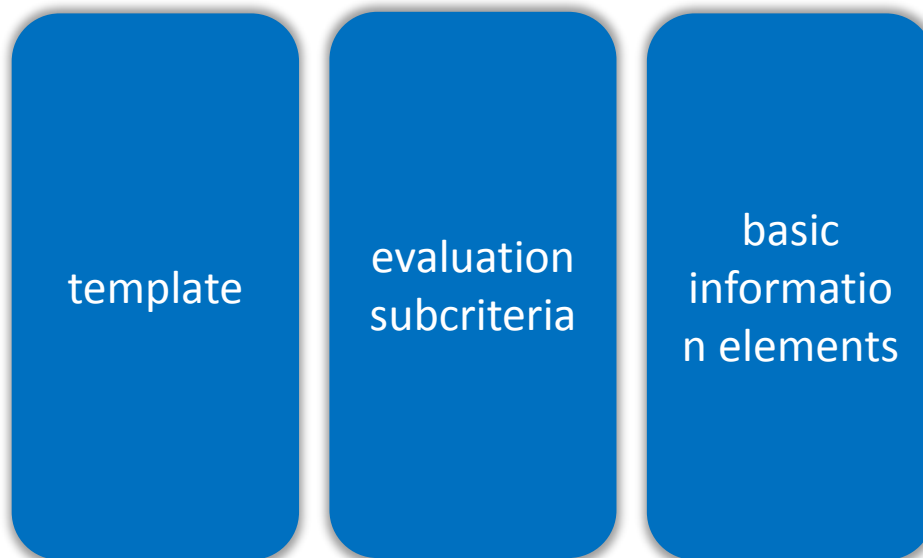 template
evaluation
subcriteria
basic
informatio
n elements